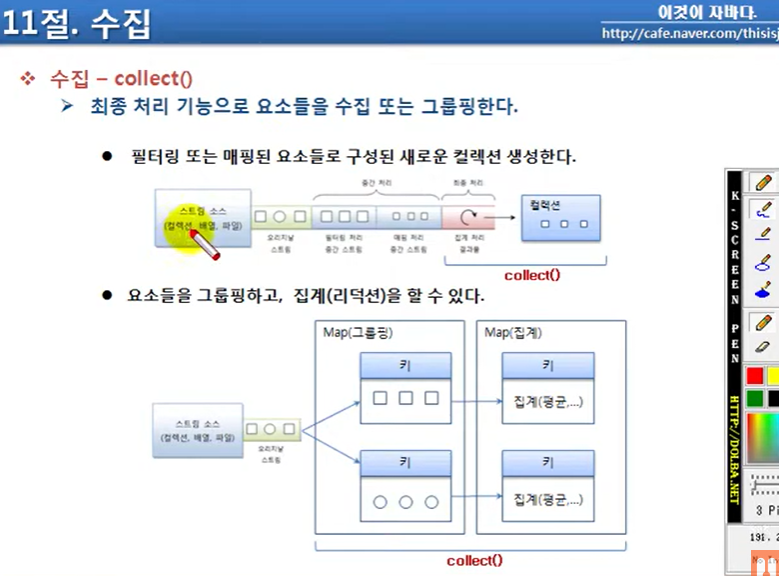 11절. 수집
이것이 자바다.
http://cafe.naver.com/thisisj
수집 – collect()
최종 처리 기능으로 요소들을 수집 또는 그룹핑한다.
필터링 또는 매핑된 요소들로 구성된 새로운 컬렉션 생성한다.
중간 처리
최종 처리
스트림 소스
(컬렉션, 배열, 파일)
컬렉션
오리지날
스트림
필터링 처리
중간 스트림
매핑 처리
중간 스트림
집계 처리
결과물
collect()
요소들을 그룹핑하고, 집계(리덕션)을 할 수 있다.
Map(그룹핑)
Map(집계)
키
키
집계(평균,...)
스트림 소스
(컬렉션, 배열, 파일)
오리지날
스트림
키
키
집계(평균,...)
collect()
K-SCREEN PEN
HTTP://DOLBA.NET
3 Pi
191. 2